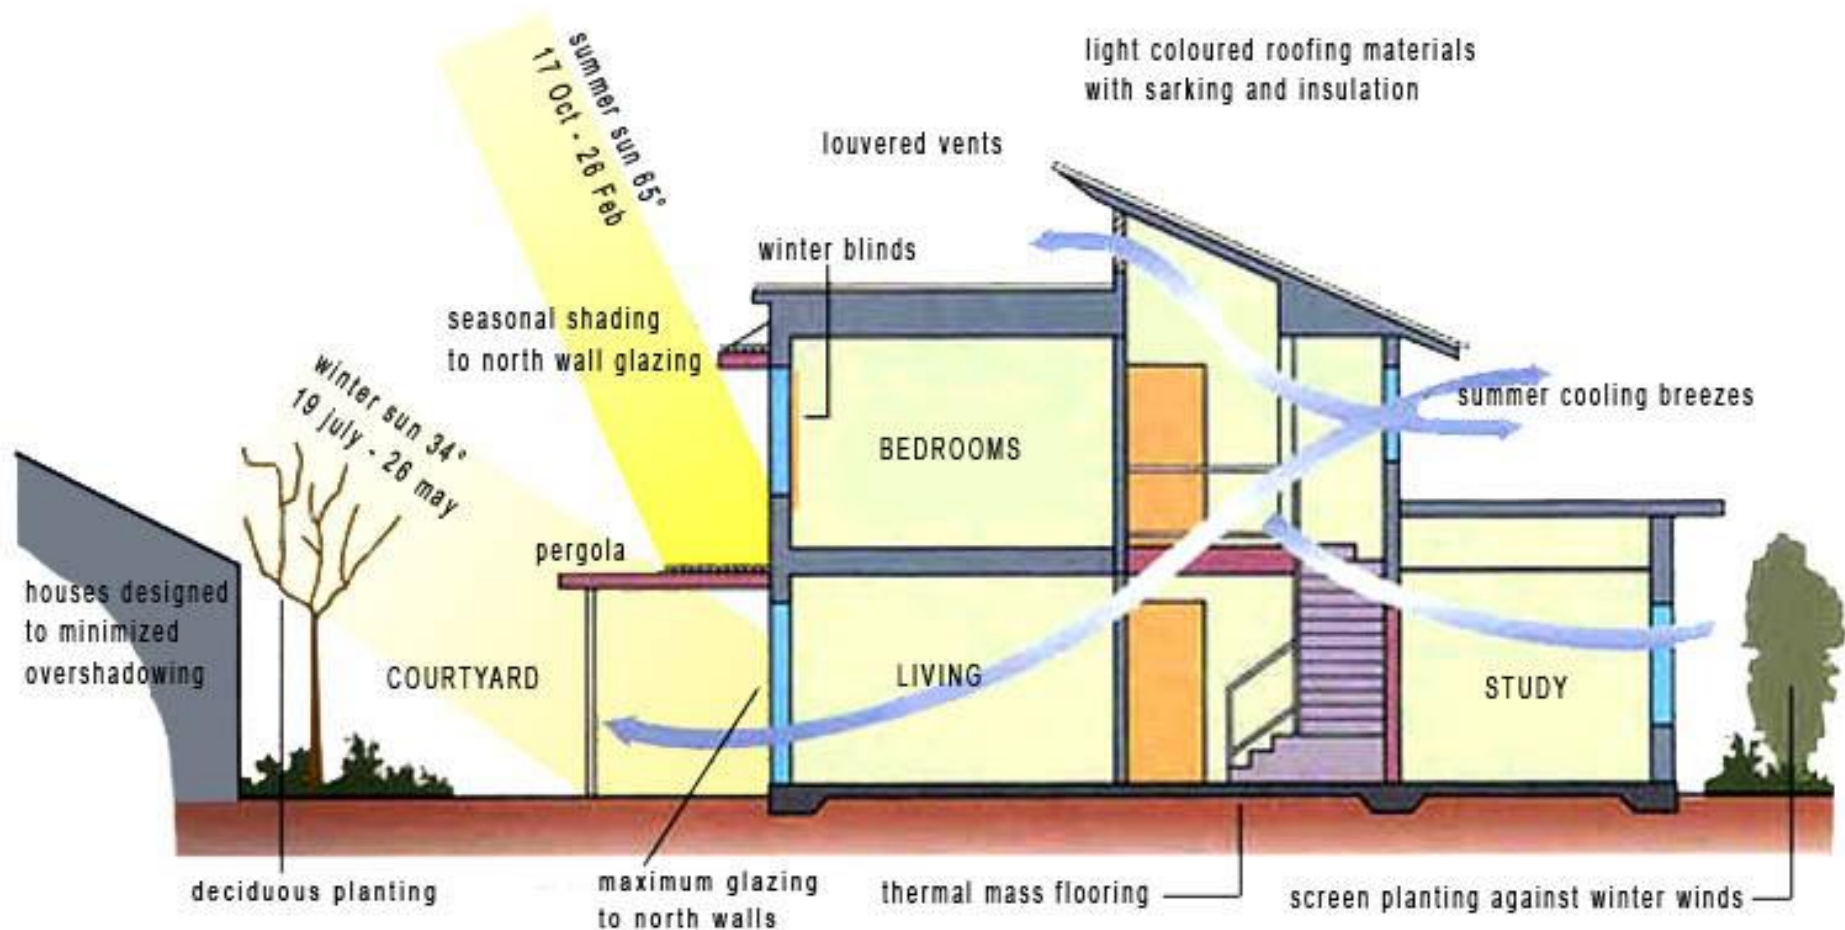 summer sun 65°
17 Oct - 26 Feb
light coloured roofing materials
with sarking and insulation
louvered vents
winter blinds
seasonal shading
to north wall glazing
winter sun 34°
19 july - 26 may
summer cooling breezes
BEDROOMS
pergola
houses designed
to minimized
overshadowing
COURTYARD
LIVING
STUDY
deciduous planting
maximum glazing
to north walls
thermal mass flooring
screen planting against winter winds